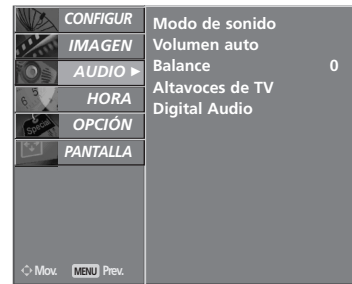 CONFIGUR
IMAGEN
AUDIO
HORA
OPCIÓN
PANTALLA
Mov. MENU Prev.
Modo de sonido
Volumen auto
Balance 0
Altavoces de TV
Digital Audio